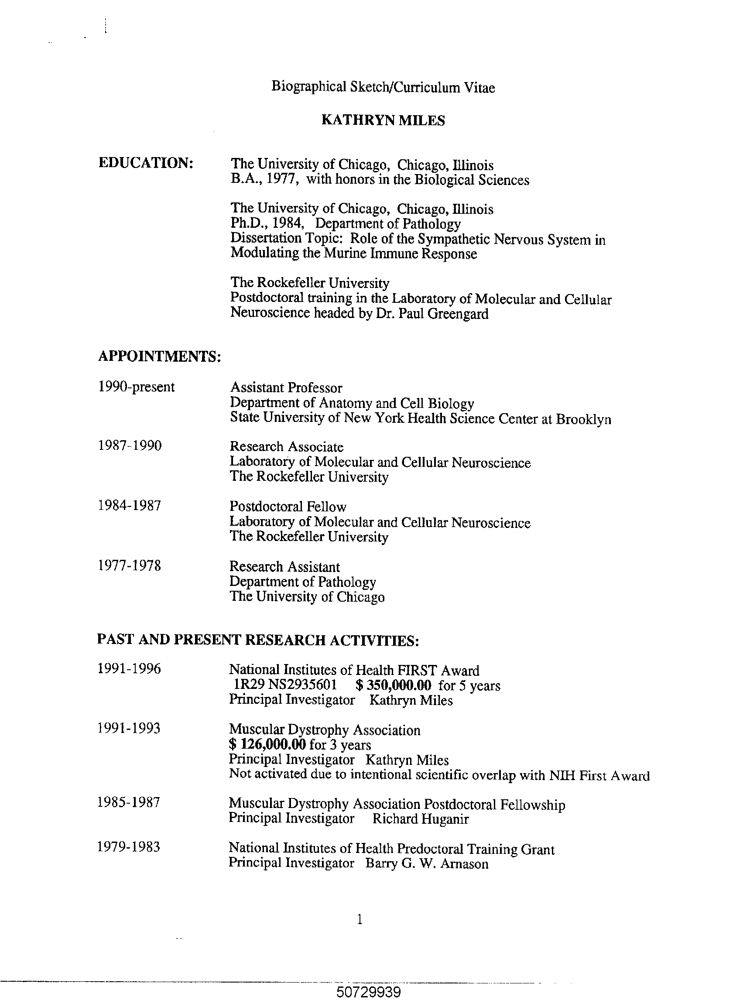 Biographical Sketch/Curriculum Vitae
KATHRYN MILES
EDUCATION: The University of Chicago, Chicago, Illinois
B.A., 1977, with honors in the Biological Sciences
The University of Chicago, Chicago, Illinois
Ph.D., 1984, Department of Pathology
Dissertation Topic: Role of the Sympathetic Nervous System in
Modulating the Murine Immune Response
The Rockefeller University
Postdoctoral training in the Laboratory of Molecular and Cellular
Neuroscience headed by Dr. Paul Greengard
APPOINTMENTS:
1990-present Assistant Professor
Department of Anatomy and Cell Biology
State University of New York Health Science Center at Brooklyn
1987-1990 Research Associate
Laboratory of Molecular and Cellular Neuroscience
The Rockefeller University
1984-1987 Postdoctoral Fellow
Laboratory of Molecular and Cellular Neuroscience
The Rockefeller University
1977-1978 Research Assistant
Department of Pathology
The University of Chicago
PAST AND PRESENT RESEARCH ACTIVITIES:
1991-1996 National Institutes of Health FIRST Award
1R29 NS2935601 $ 350,000.00 for 5 years
Principal Investigator Kathryn Miles
1991-1993 Muscular Dystrophy Association
$ 126,000.00 for 3 years
Principal Investigator Kathryn Miles
Not activated due to intentional scientific overlap with NIH First Award
1985-1987 Muscular Dystrophy Association Postdoctoral Fellowship
Principal Investigator Richard Huganir
1979-1983 National Institutes of Health Predoctoral Training Grant
Principal Investigator Barry G. W. Arnason
1
50729939